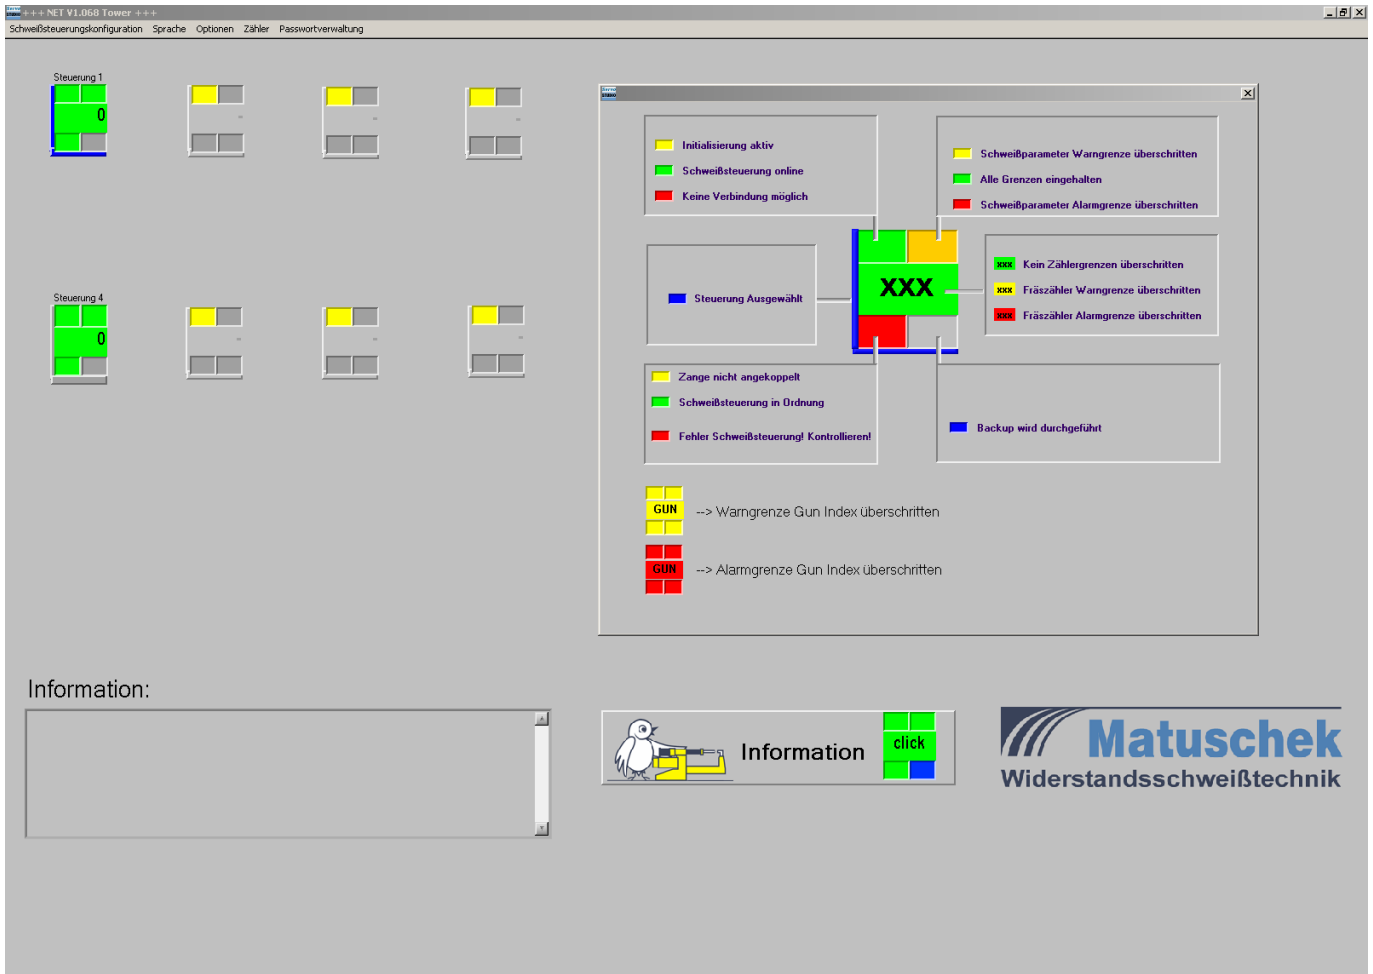 +++ NET V1.068 Tower +++
Schweißsteuerungskonfiguration Sprache Optionen Zähler Passwortverwaltung
Steuerung 1
0
Steuerung 4
0
Initialisierung aktiv
Schweißsteuerung online
Keine Verbindung möglich
Schweißparameter Warngrenze überschritten
Alle Grenzen eingehalten
Schweißparameter Alarmgrenze überschritten
Steuerung Ausgewählt
XXX
xxx Kein Zählergrenzen überschritten
xxx Fräszähler Warngrenze überschritten
xxx Fräszähler Alarmgrenze überschritten
Zange nicht angekoppelt
Schweißsteuerung in Ordnung
Fehler Schweißsteuerung! Kontrollieren!
Backup wird durchgeführt
GUN --> Warngrenze Gun Index überschritten
GUN --> Alarmgrenze Gun Index überschritten
Information:
Information click
Matuschek
Widerstandsschweißtechnik